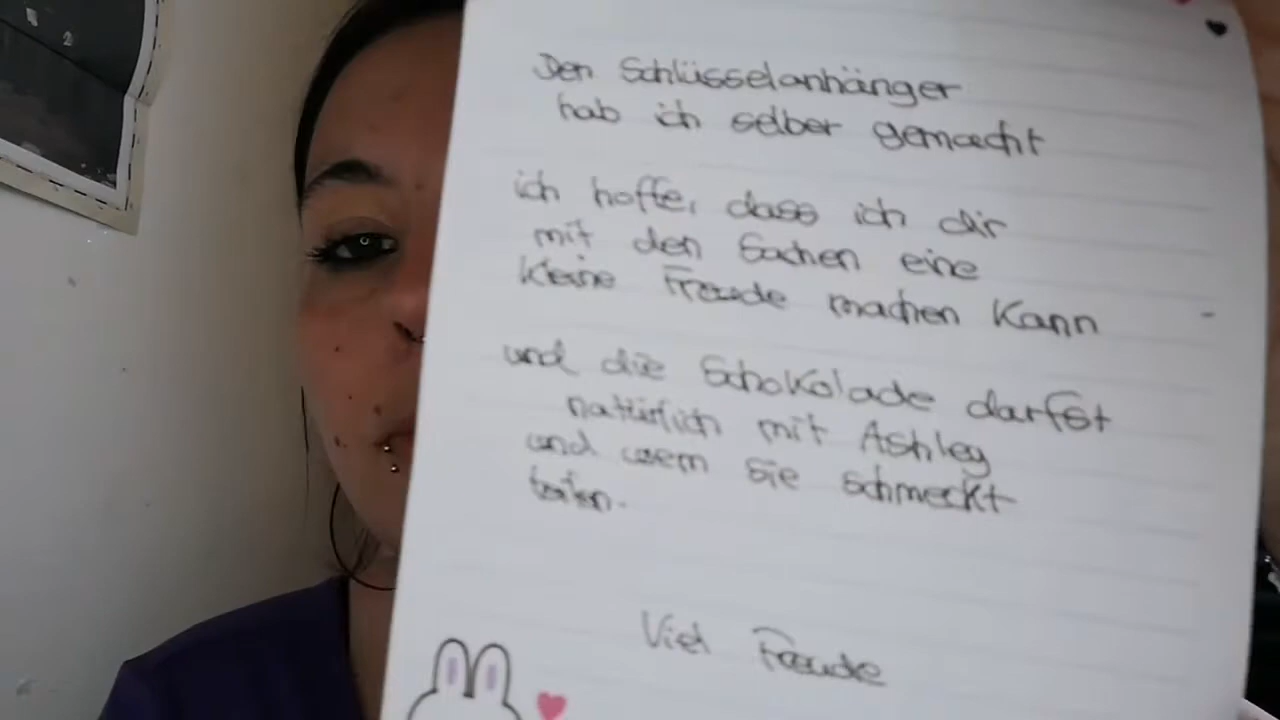 Den Schlüsselanhänger
hab ich selber gemacht
ich hoffe, dass ich dir
mit den Sachen eine
kleine Freude machen kann
und die Schokolade darfst
natürlich mit Ashley
und wem sie schmeckt
teilen.
Viel Freude